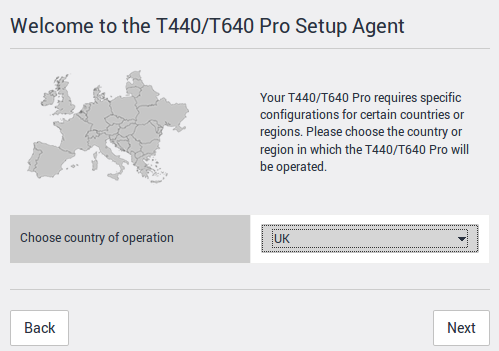 Welcome to the T440/T640 Pro Setup Agent
Your T440/T640 Pro requires specific
configurations for certain countries or
regions. Please choose the country or
region in which the T440/T640 Pro will
be operated.
Choose country of operation
UK
Back
Next